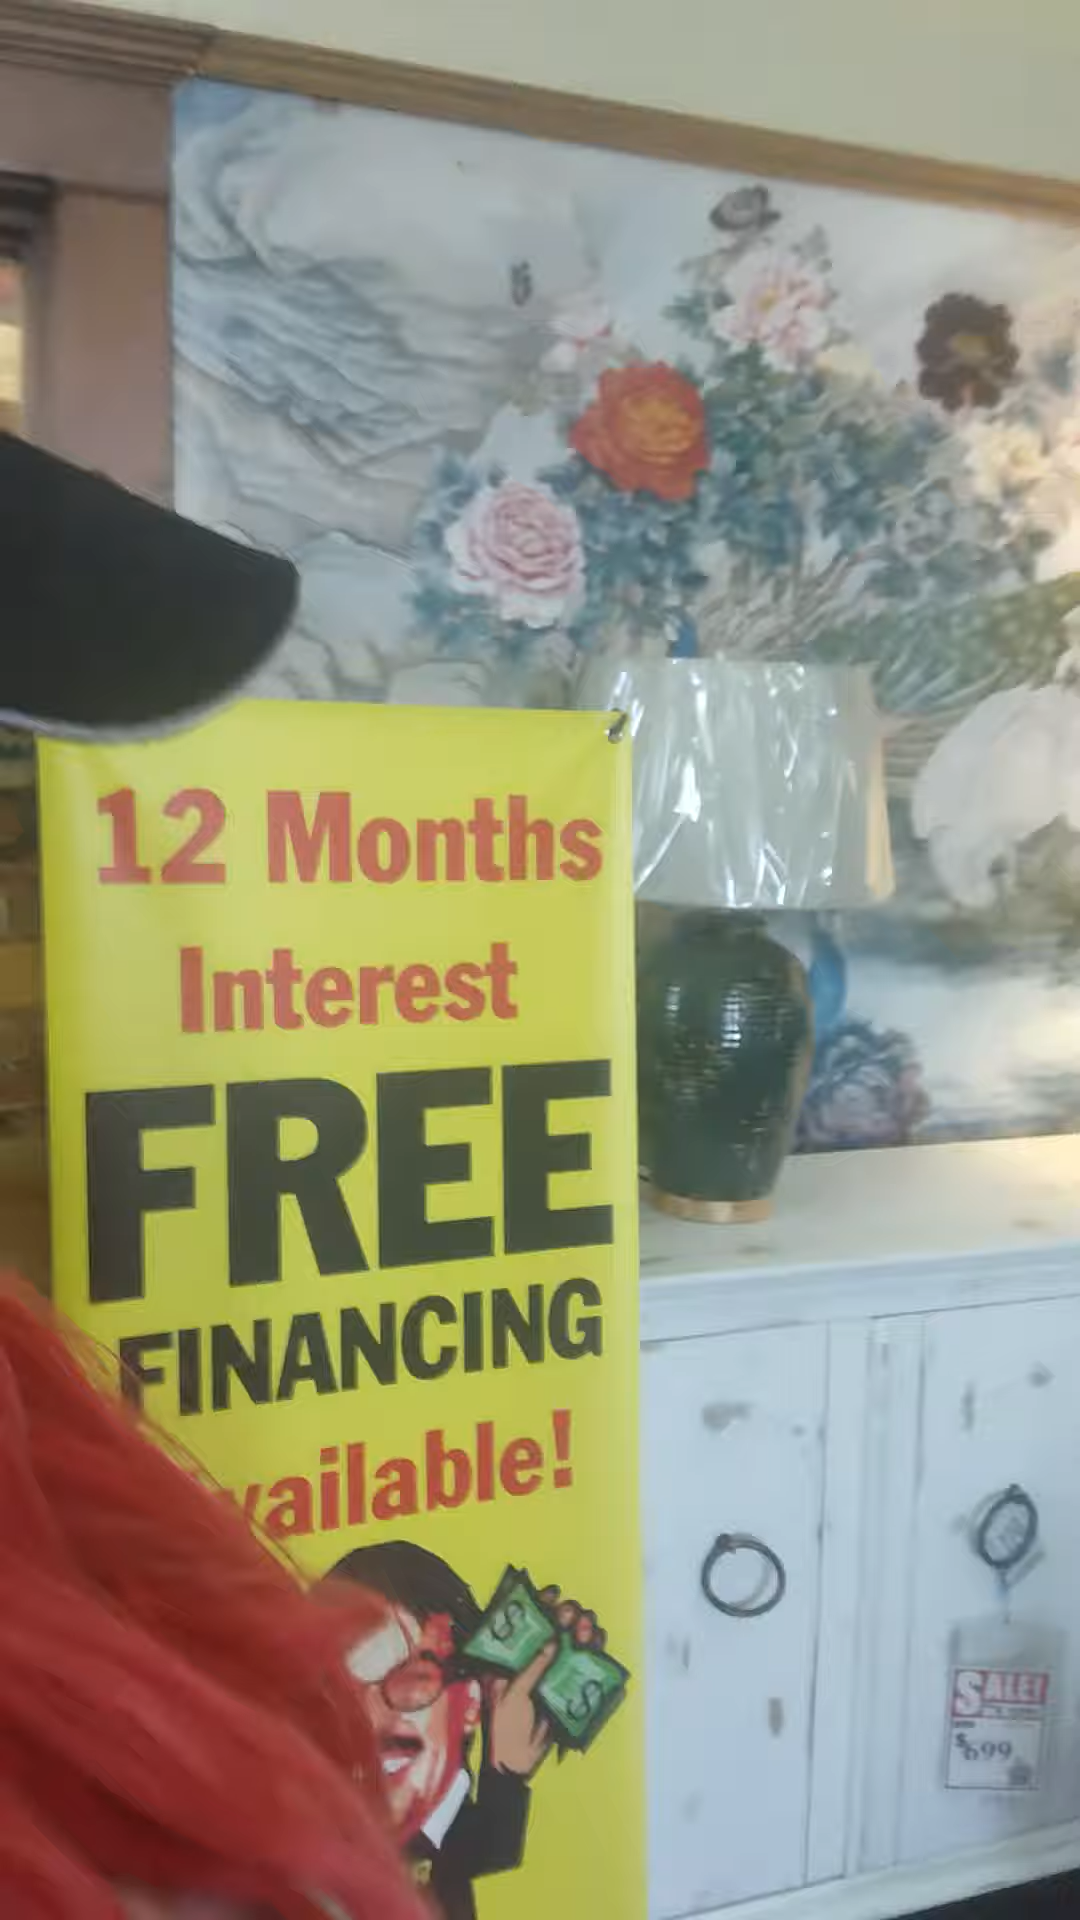 12 Months
Interest
FREE
FINANCING
vailable!
$
$
SALE!
$699